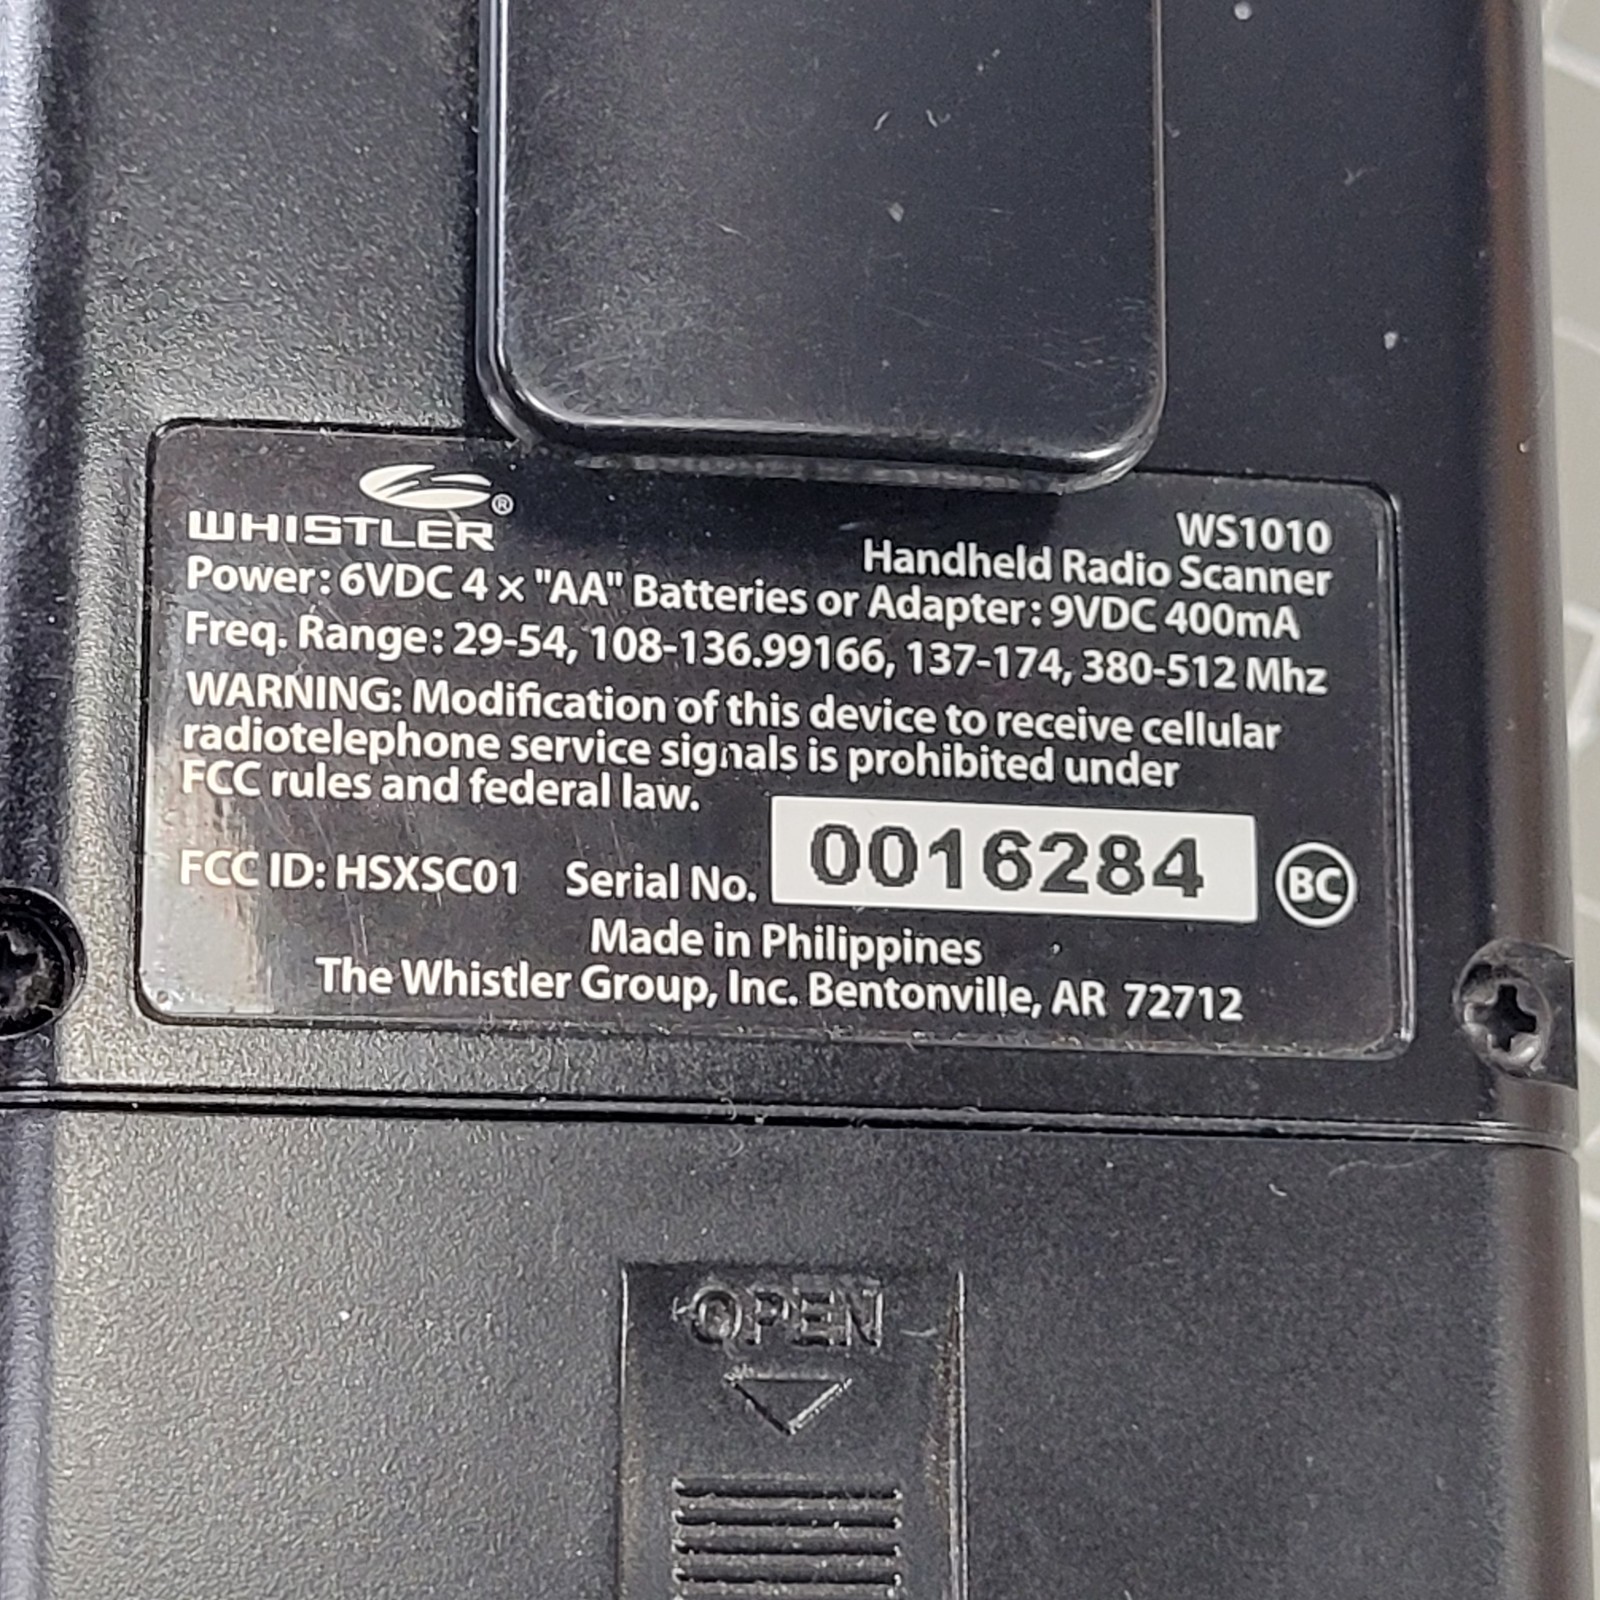 WHISTLER®
WS1010
Handheld Radio Scanner
Power: 6VDC 4 × "AA" Batteries or Adapter: 9VDC 400mA
Freq. Range: 29-54, 108-136.99166, 137-174, 380-512 Mhz
WARNING: Modification of this device to receive cellular
radiotelephone service signals is prohibited under
FCC rules and federal law.
FCC ID: HSXSC01 Serial No. 0016284 BC
Made in Philippines
The Whistler Group, Inc. Bentonville, AR 72712
OPEN